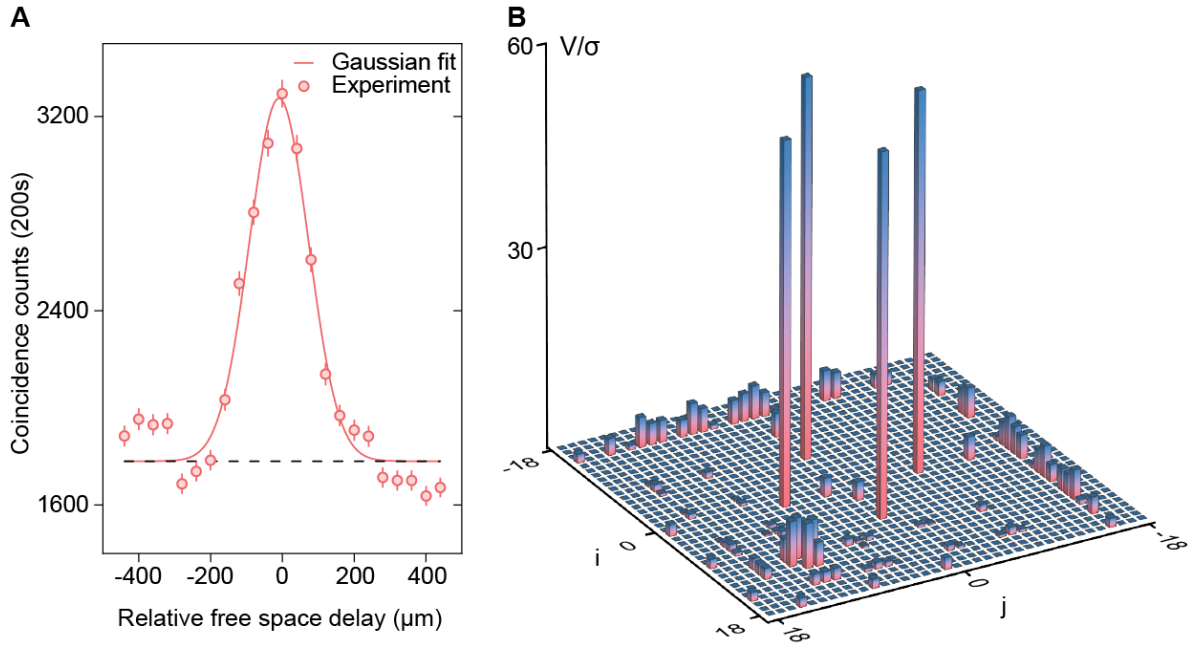 A
Coincidence counts (200s)
3200
2400
1600
Gaussian fit
Experiment
-400
-200
0
200
400
Relative free space delay (μm)
B
60
V/σ
30
-18
0
18
i
18
0
-18
j